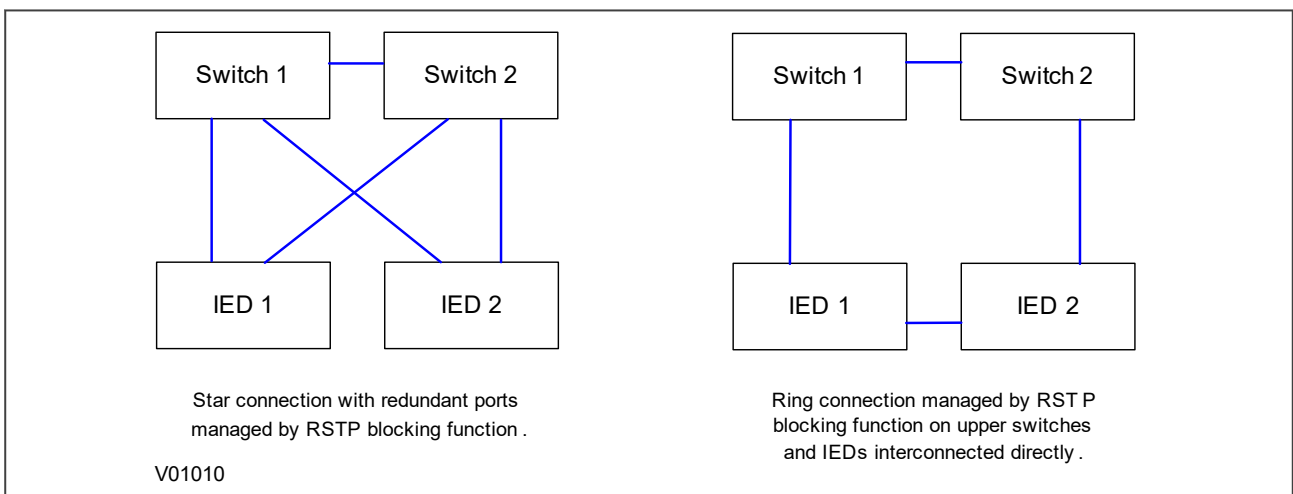 Switch 1
Switch 2
IED 1
IED 2
Star connection with redundant ports
managed by RSTP blocking function .
V01010
Switch 1
Switch 2
IED 1
IED 2
Ring connection managed by RST P
blocking function on upper switches
and IEDs interconnected directly .